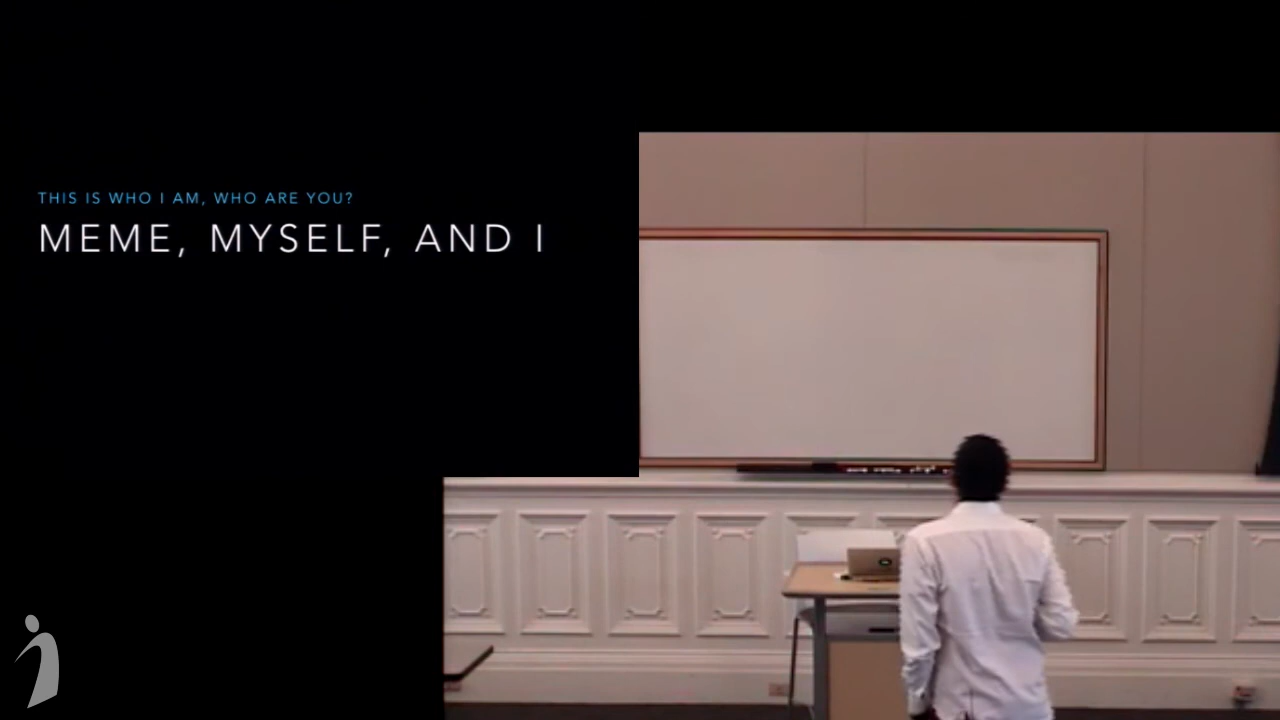 THIS IS WHO I AM, WHO ARE YOU?
MEME, MYSELF, AND I